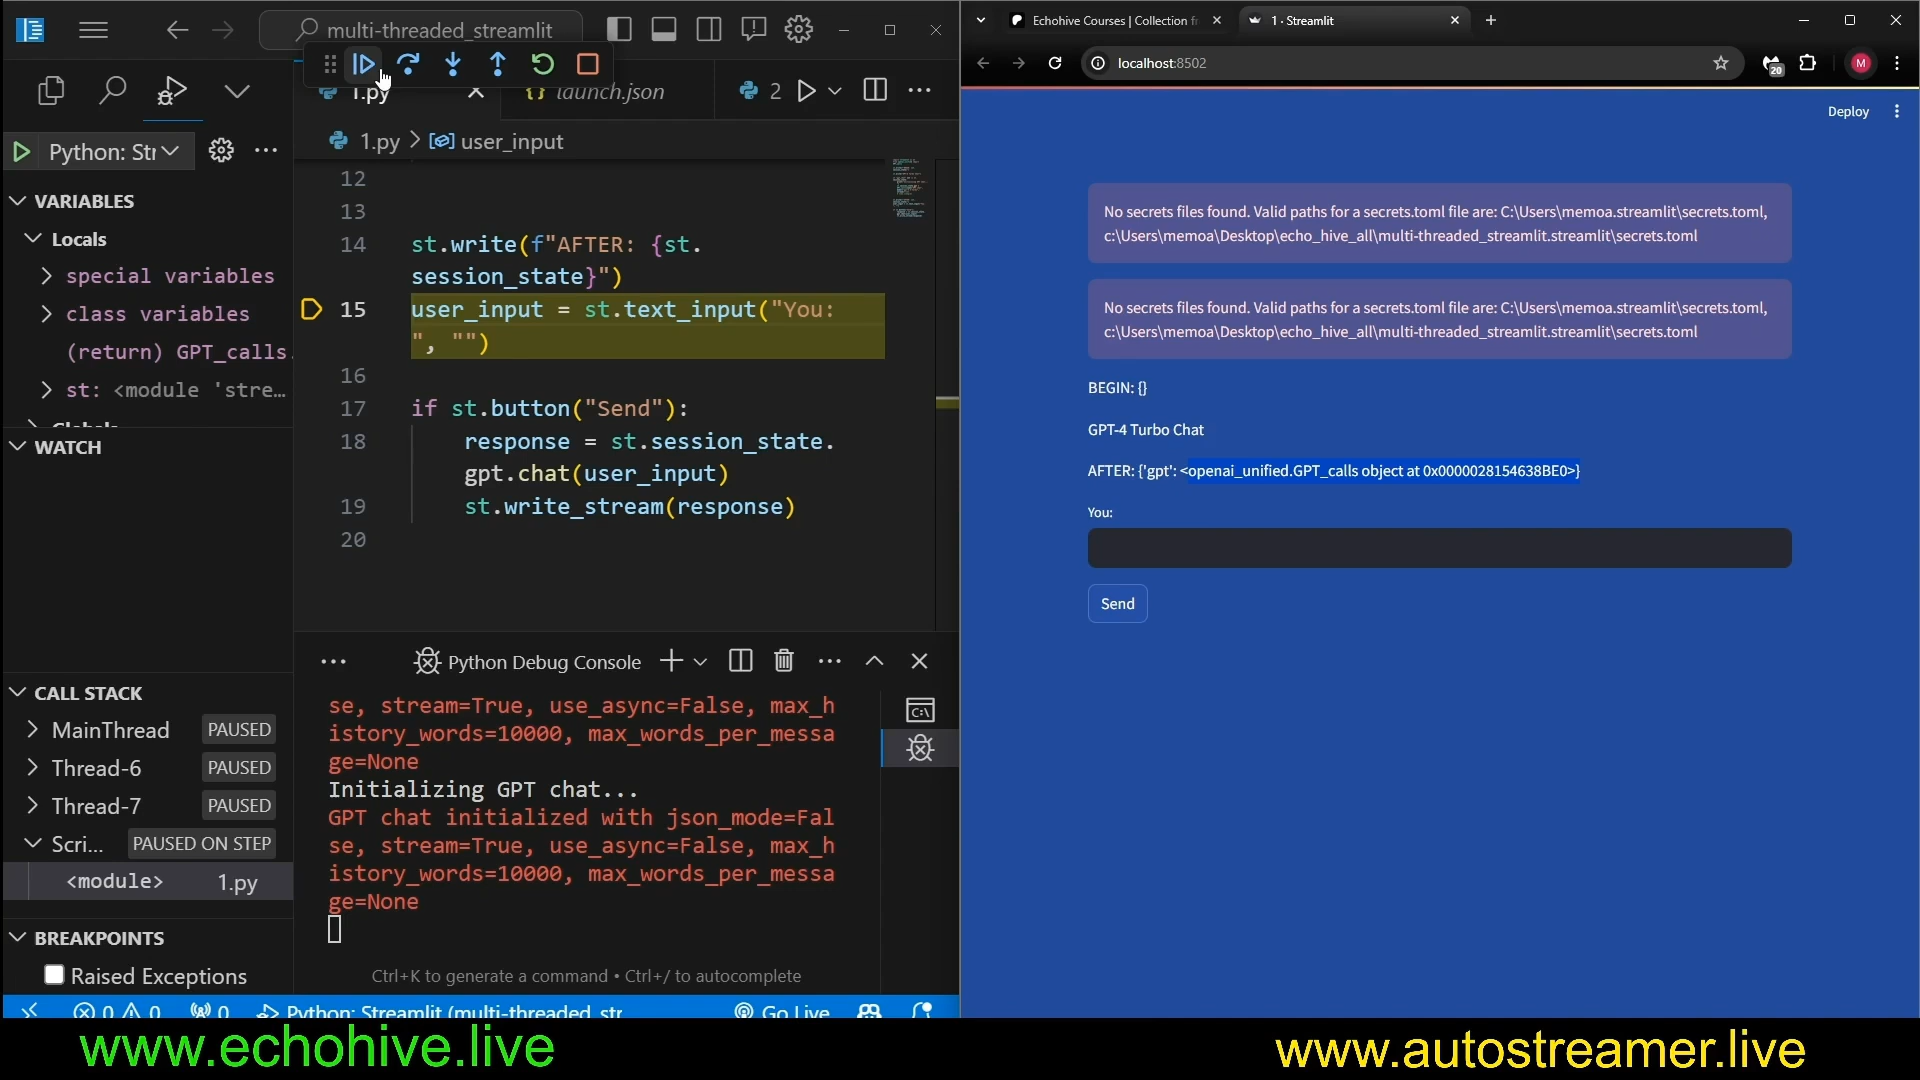 multi-threaded_streamlit
1.py
launch.json
2
1.py > user_input
Python: Str
VARIABLES
Locals
special variables
class variables
(return) GPT_calls.
st: <module 'stre...
Globals
WATCH
CALL STACK
MainThread PAUSED
Thread-6 PAUSED
Thread-7 PAUSED
Scri... PAUSED ON STEP
<module> 1.py
BREAKPOINTS
Raised Exceptions
12
13
14 st.write(f"AFTER: {st.
session_state}")
15 user_input = st.text_input("You:
", "")
16
17 if st.button("Send"):
18 response = st.session_state.
gpt.chat(user_input)
19 st.write_stream(response)
20
Python Debug Console
se, stream=True, use_async=False, max_h
istory_words=10000, max_words_per_messa
ge=None
Initializing GPT chat...
GPT chat initialized with json_mode=Fal
se, stream=True, use_async=False, max_h
istory_words=10000, max_words_per_messa
ge=None
Ctrl+K to generate a command • Ctrl+/ to autocomplete
0 0 0 Python: Streamlit (multi-threaded_str Go Live
Echohive Courses | Collection fr
1 · Streamlit
localhost:8502
20
M
Deploy
No secrets files found. Valid paths for a secrets.toml file are: C:\Users\memoa.streamlit\secrets.toml,
c:\Users\memoa\Desktop\echo_hive_all\multi-threaded_streamlit.streamlit\secrets.toml
No secrets files found. Valid paths for a secrets.toml file are: C:\Users\memoa.streamlit\secrets.toml,
c:\Users\memoa\Desktop\echo_hive_all\multi-threaded_streamlit.streamlit\secrets.toml
BEGIN: {}
GPT-4 Turbo Chat
AFTER: {'gpt': <openai_unified.GPT_calls object at 0x0000028154638BE0>}
You:
Send
www.echohive.live
www.autostreamer.live